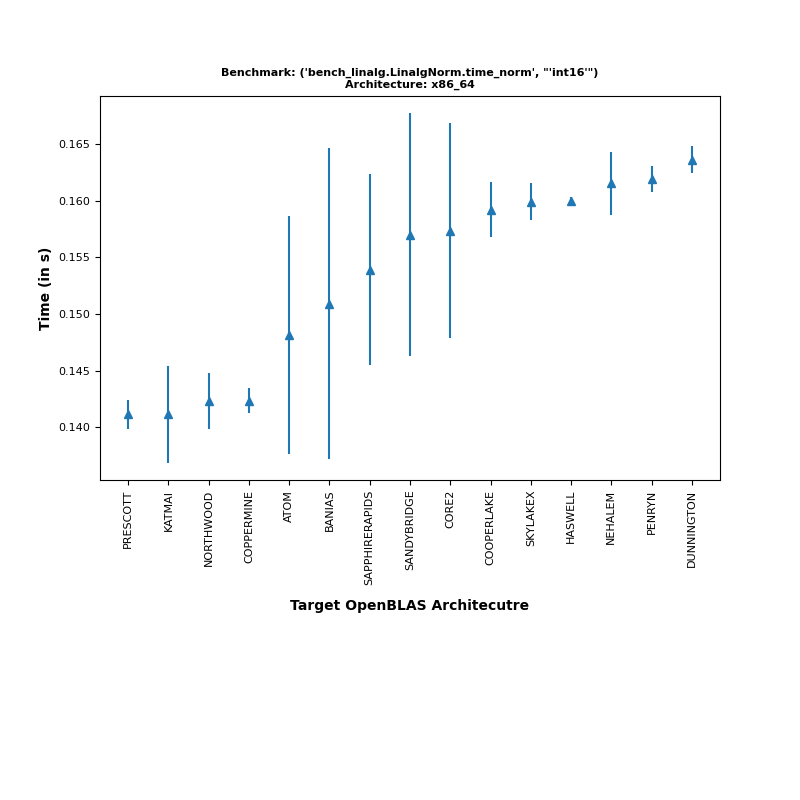 Benchmark: ('bench_linalg.LinalgNorm.time_norm', "'int16'")
Architecture: x86_64
Time (in s)
0.165
0.160
0.155
0.150
0.145
0.140
PRESCOTT
KATMAI
NORTHWOOD
COPPERMINE
ATOM
BANIAS
SAPPHIRERAPIDS
SANDYBRIDGE
CORE2
COOPERLAKE
SKYLAKEX
HASWELL
NEHALEM
PENRYN
DUNNINGTON
Target OpenBLAS Architecutre